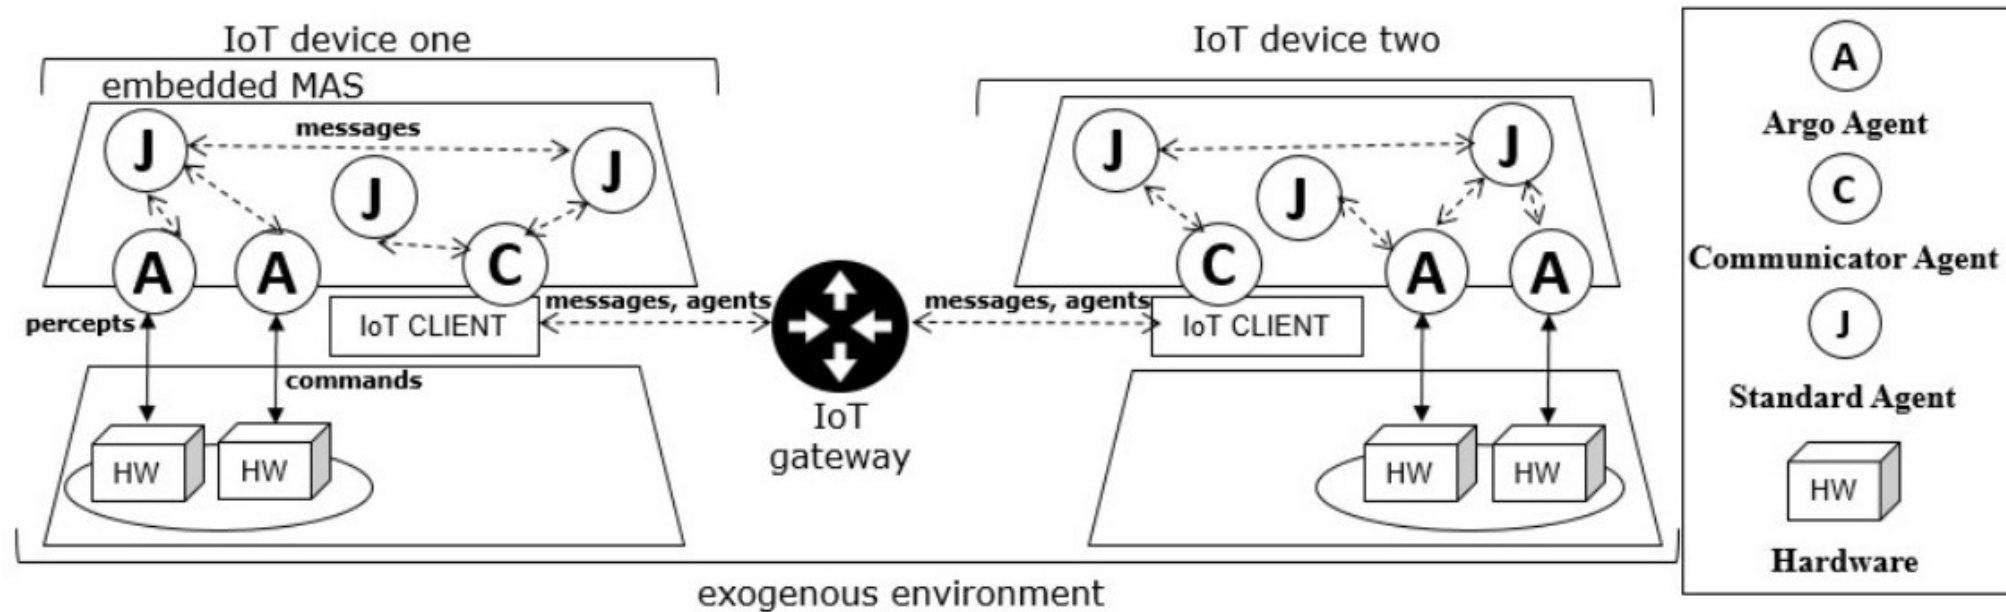 IoT device one
embedded MAS
J
messages
J
J
A
A
C
percepts
IoT CLIENT
messages, agents
commands
HW
HW
IoT
gateway
IoT device two
J
J
J
C
A
A
messages, agents
IoT CLIENT
HW
HW
exogenous environment
A
Argo Agent
C
Communicator Agent
J
Standard Agent
HW
Hardware